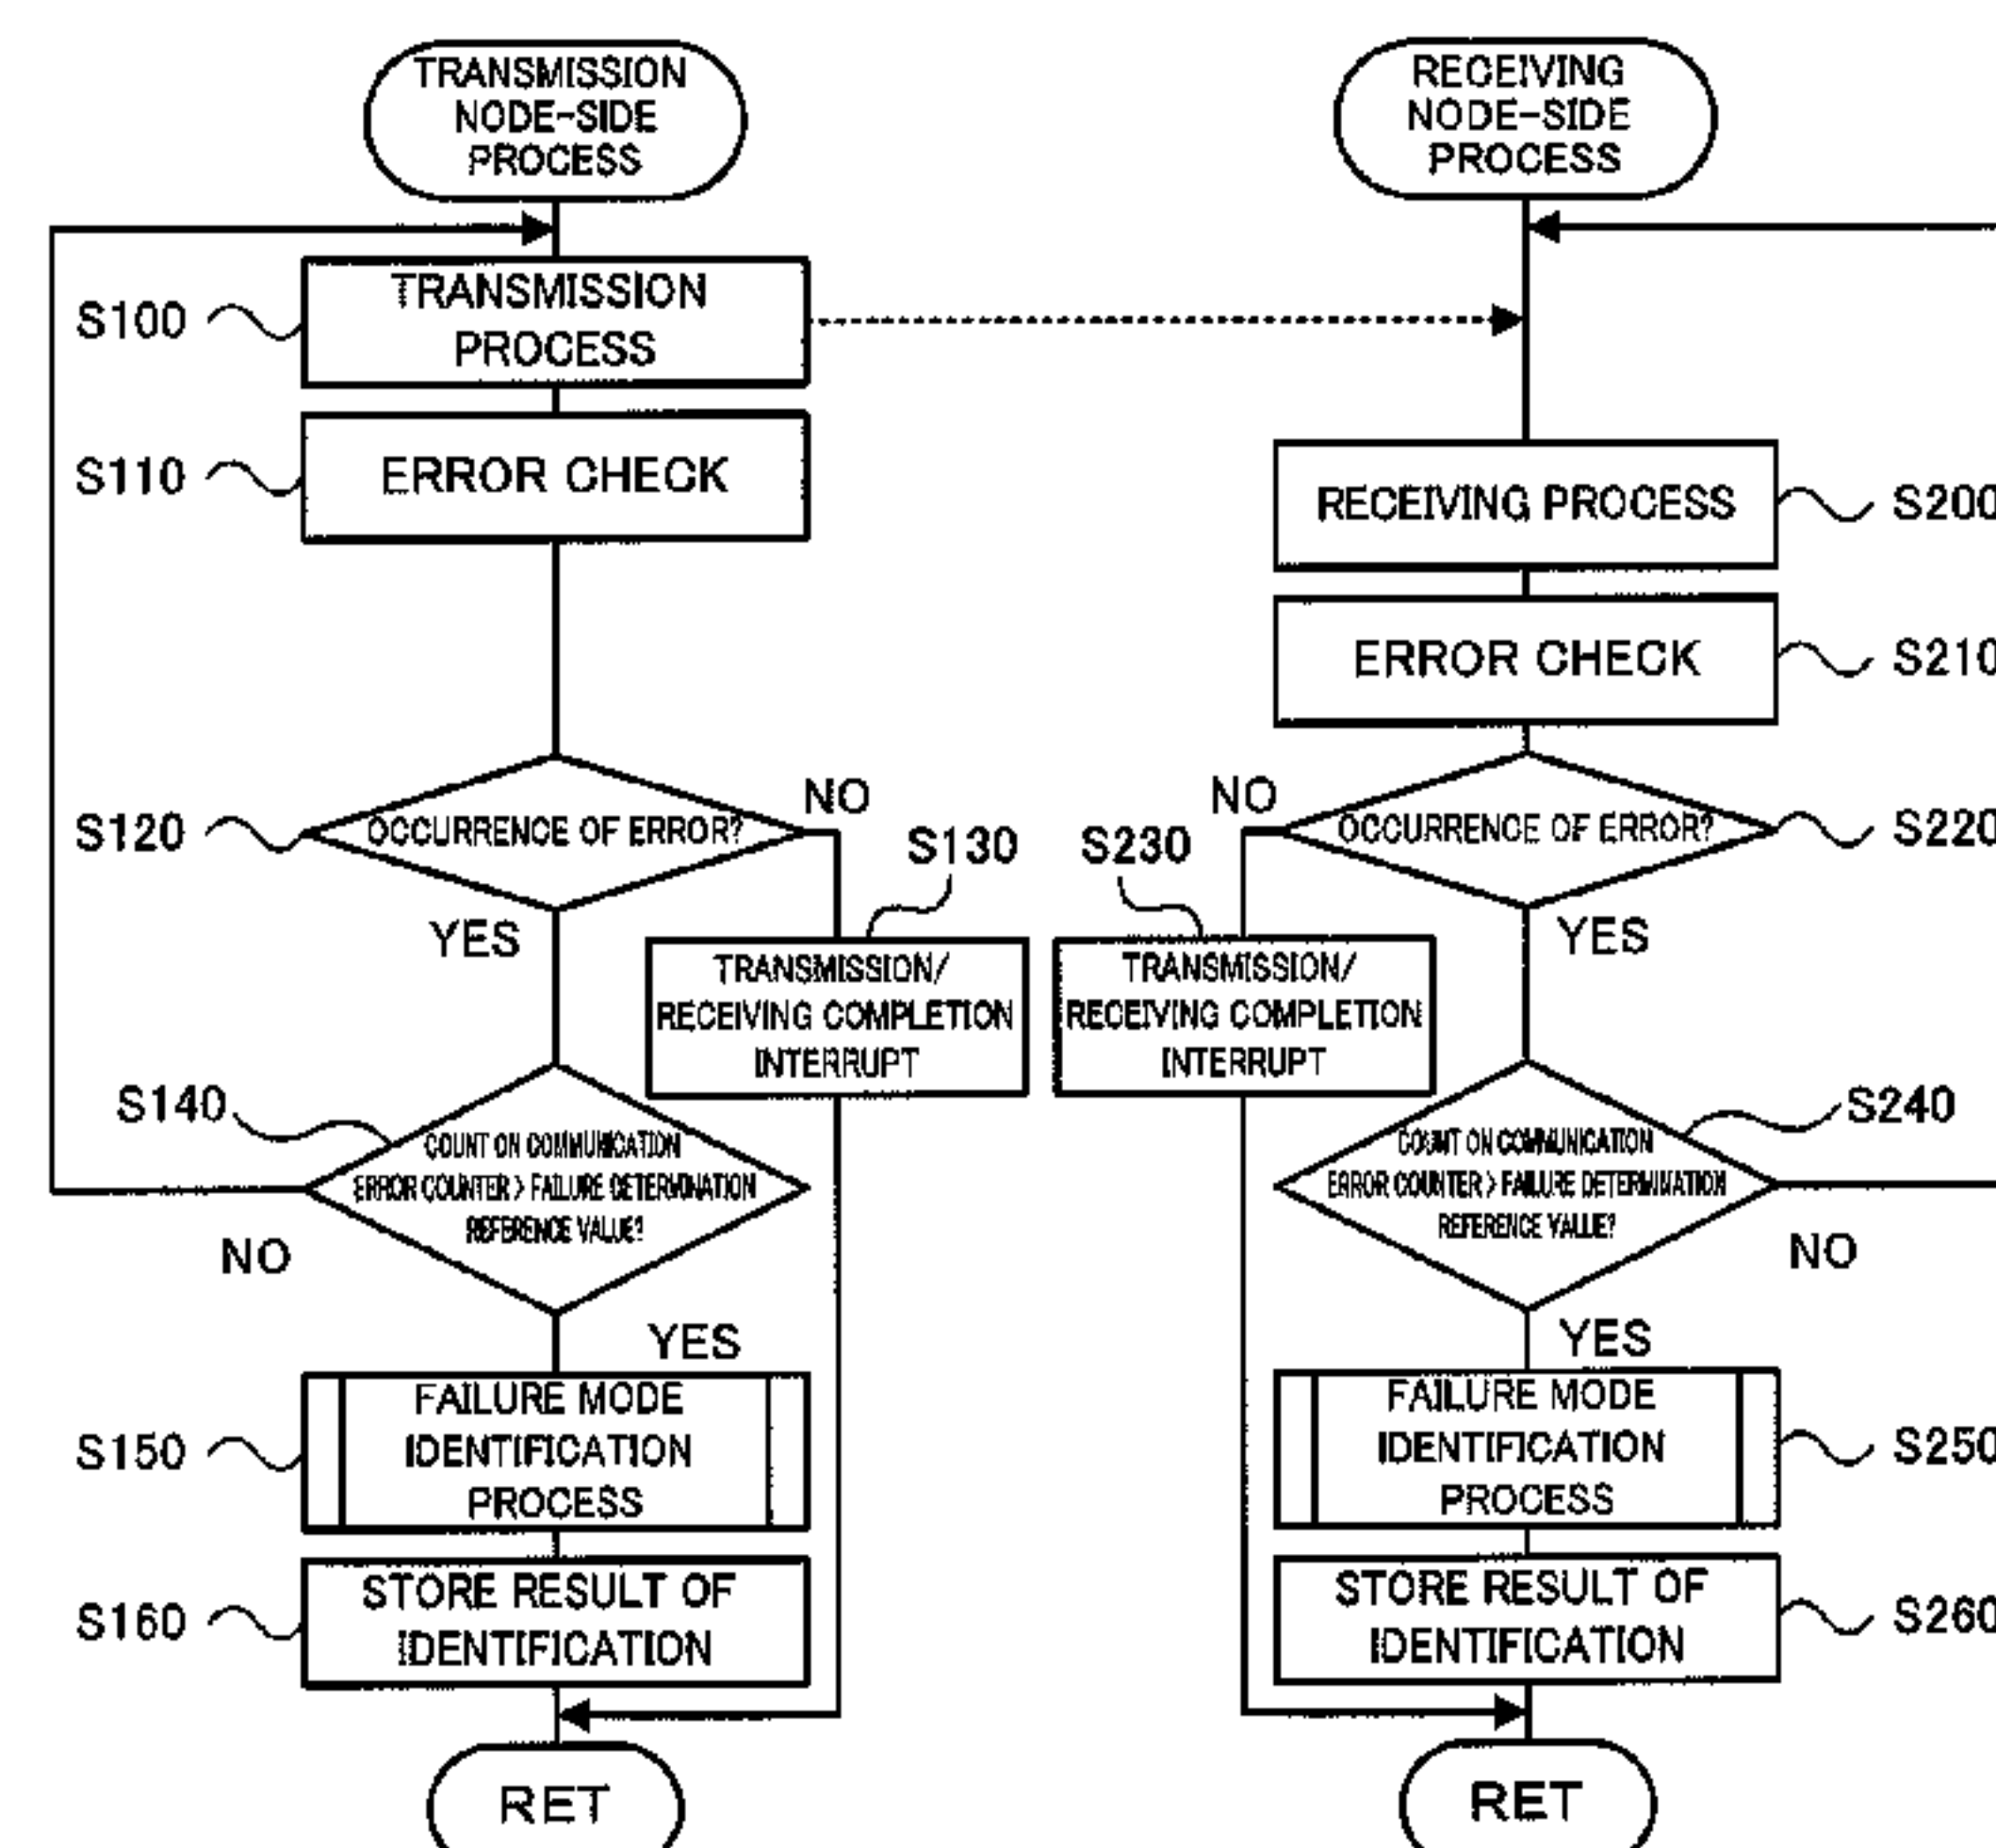 TRANSMISSION
NODE-SIDE
PROCESS
S100
TRANSMISSION
PROCESS
S110
ERROR CHECK
S120
OCCURRENCE OF ERROR?
NO
YES
S130
TRANSMISSION/
RECEIVING COMPLETION
INTERRUPT
S140
COUNT ON COMMUNICATION
ERROR COUNTER > FAILURE DETERMINATION
REFERENCE VALUE?
NO
YES
S150
FAILURE MODE
IDENTIFICATION
PROCESS
S160
STORE RESULT OF
IDENTIFICATION
RET
RECEIVING
NODE-SIDE
PROCESS
RECEIVING PROCESS
S200
ERROR CHECK
S210
NO
OCCURRENCE OF ERROR?
S220
YES
S230
TRANSMISSION/
RECEIVING COMPLETION
INTERRUPT
S240
COUNT ON COMMUNICATION
ERROR COUNTER > FAILURE DETERMINATION
REFERENCE VALUE?
NO
YES
FAILURE MODE
IDENTIFICATION
PROCESS
S250
STORE RESULT OF
IDENTIFICATION
S260
RET